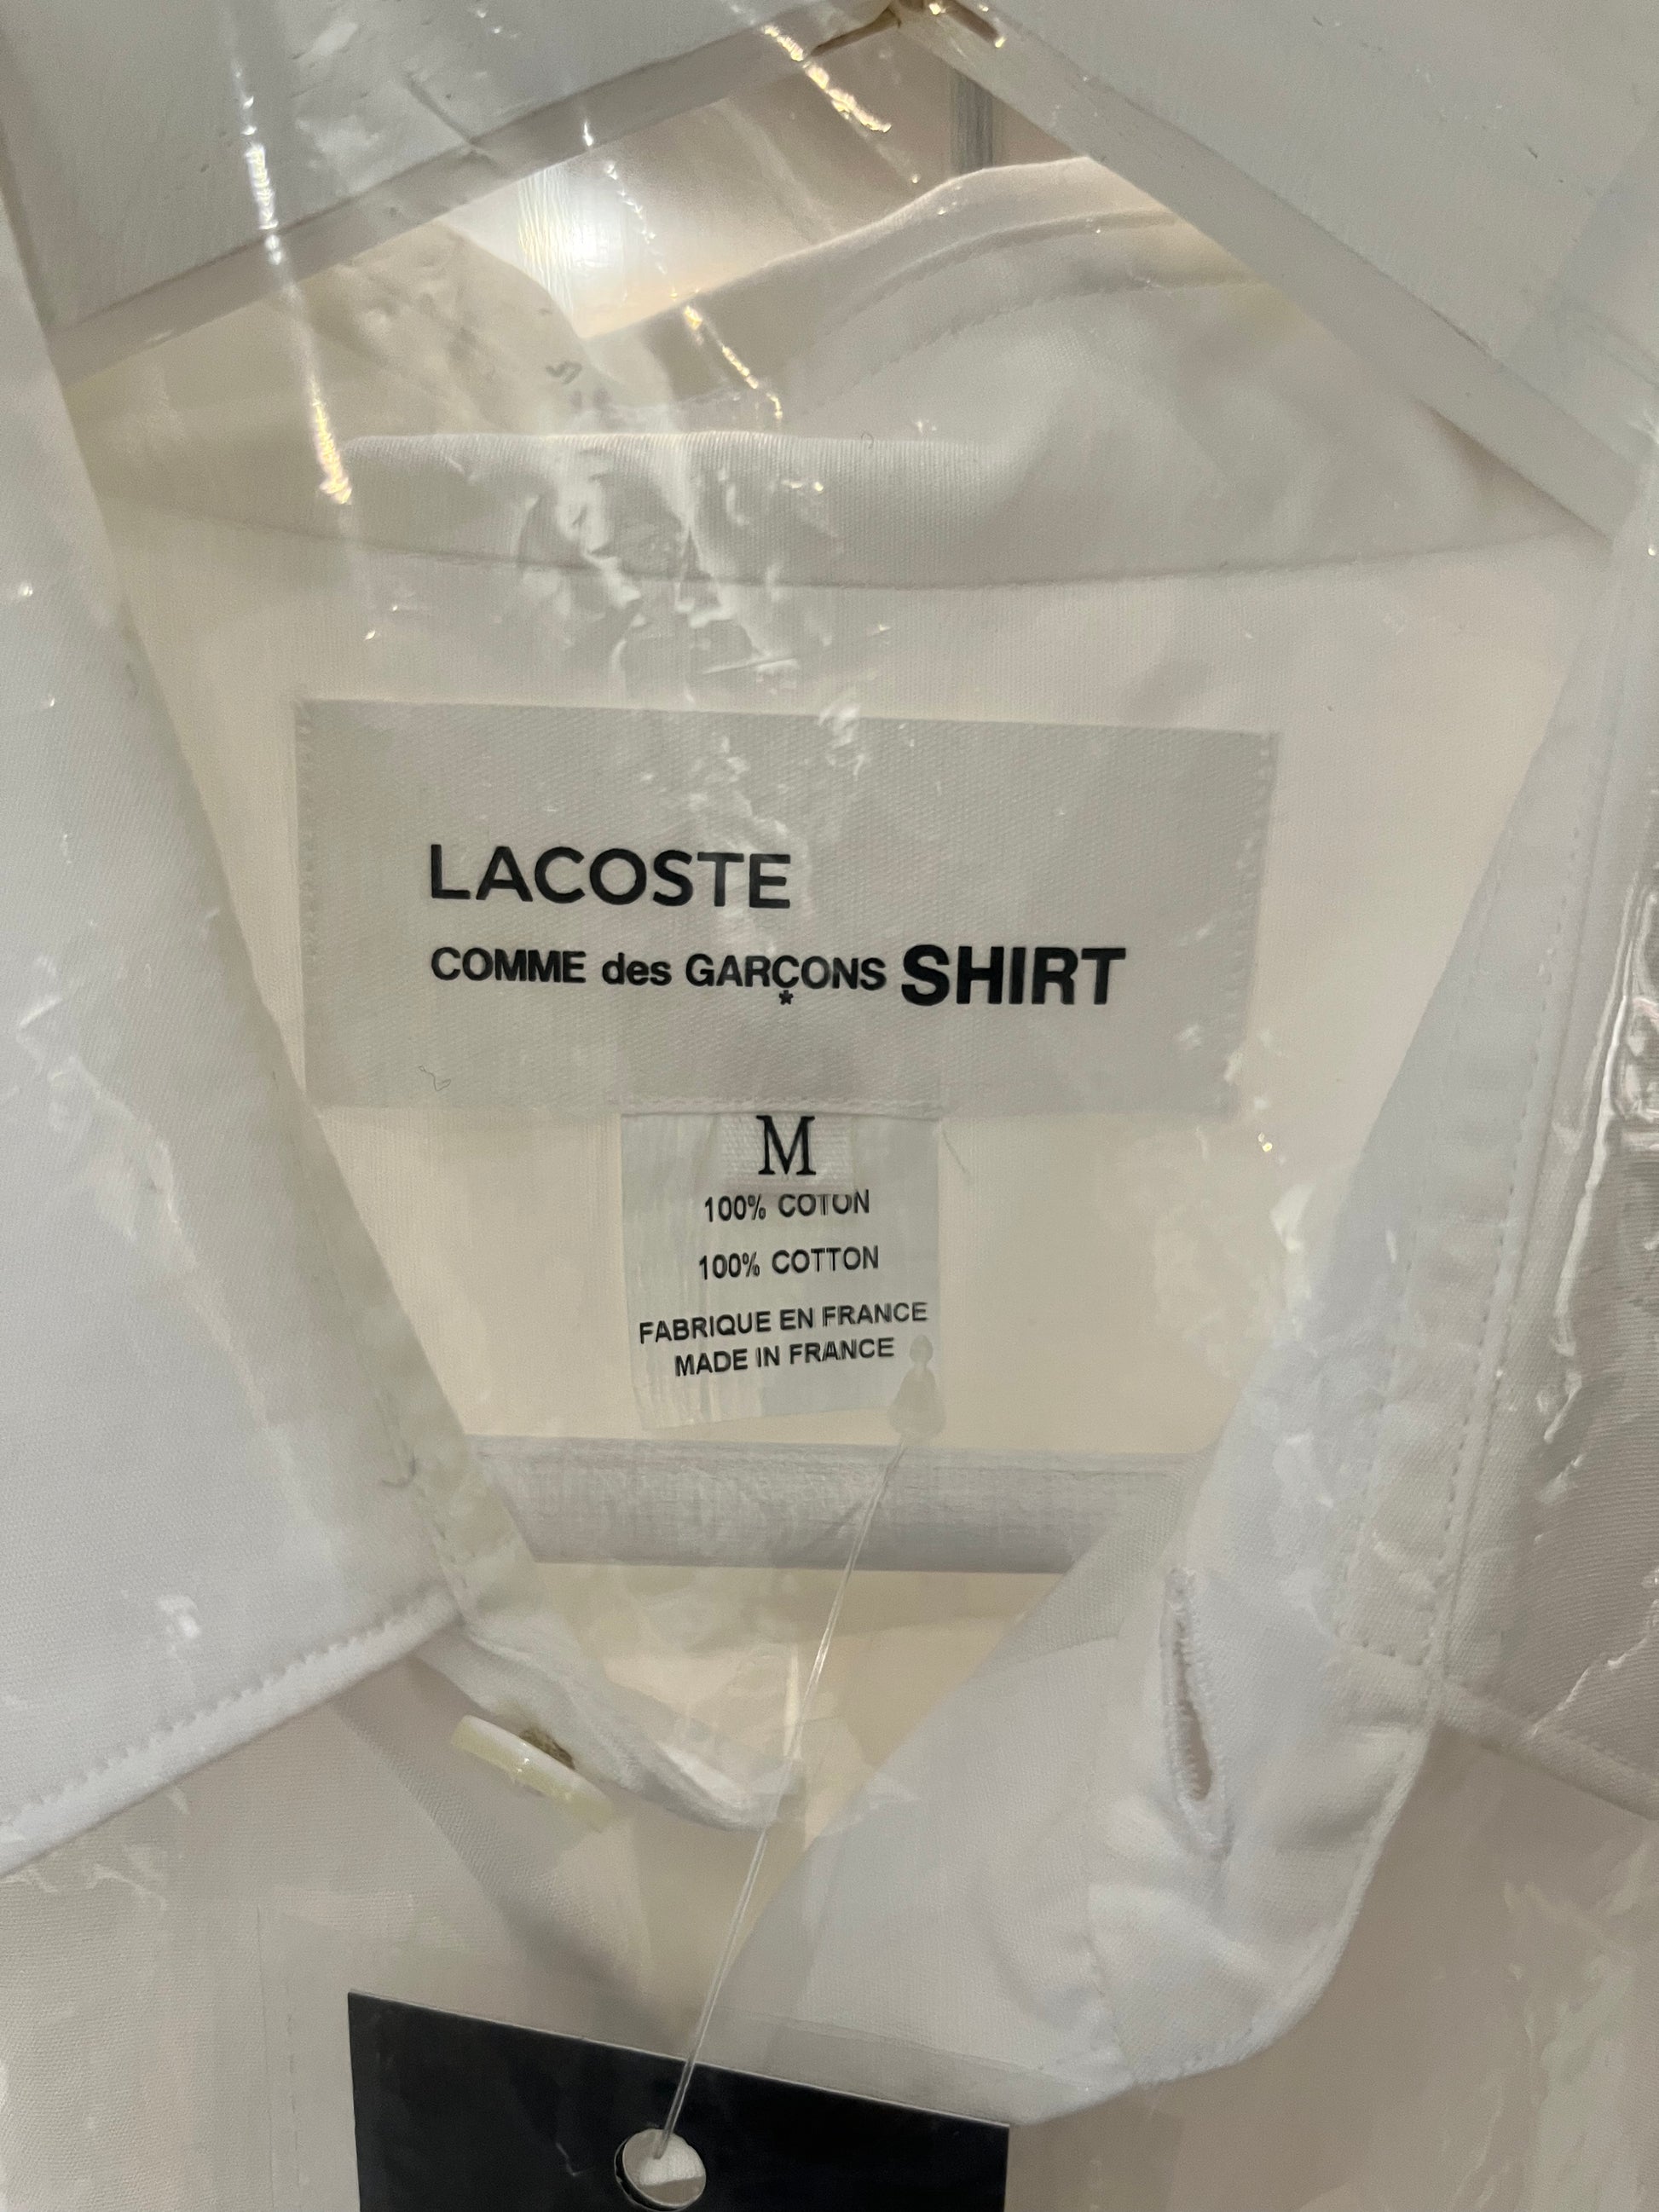 LACOSTE
COMME des GARÇONS SHIRT
*
M
100% COTON
100% COTTON
FABRIQUE EN FRANCE
MADE IN FRANCE